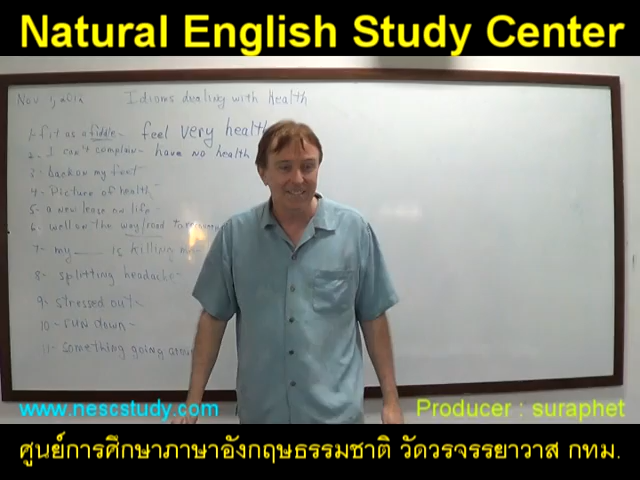 Natural English Study Center
Nov 1, 2012 Idioms dealing with Health
1- fit as a fiddle - feel very health
2- I can't complain - have no health
3- Back on my feet
4- Picture of health
5- a new lease on life -
6- well on the way/road to recovery
7- my ____ is killing me
8- splitting headache -
9- stressed out -
10- run down -
11- something going around
www.nescstudy.com Producer : suraphet
ศูนย์การศึกษาภาษาอังกฤษธรรมชาติ วัดวรจรรยาวาส กทม.